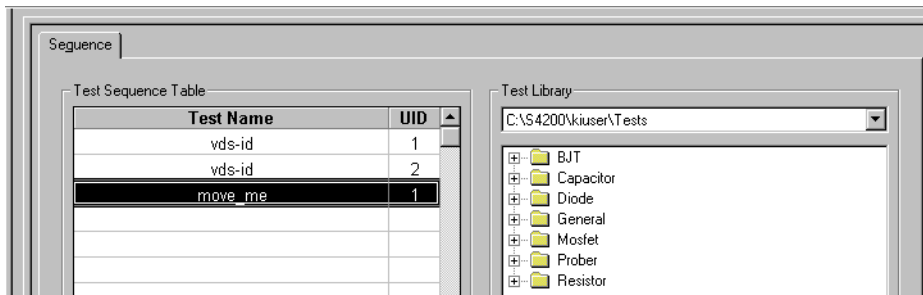 Seguence
Test Sequence Table
Test Name UID
vds-id 1
vds-id 2
move_me 1
Test Library
C:\S4200\kiuser\Tests
BJT
Capacitor
Diode
General
Mosfet
Prober
Resistor